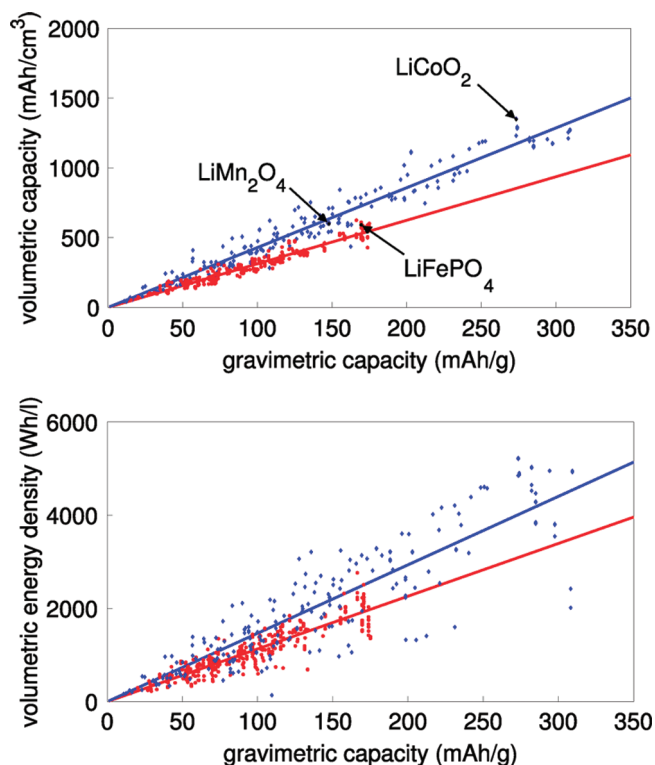 volumetric capacity (mAh/cm³)
2000
1500
1000
500
0
LiCoO₂
LiMn₂O₄
LiFePO₄
0 50 100 150 200 250 300 350
gravimetric capacity (mAh/g)
volumetric energy density (Wh/l)
6000
4000
2000
0
0 50 100 150 200 250 300 350
gravimetric capacity (mAh/g)